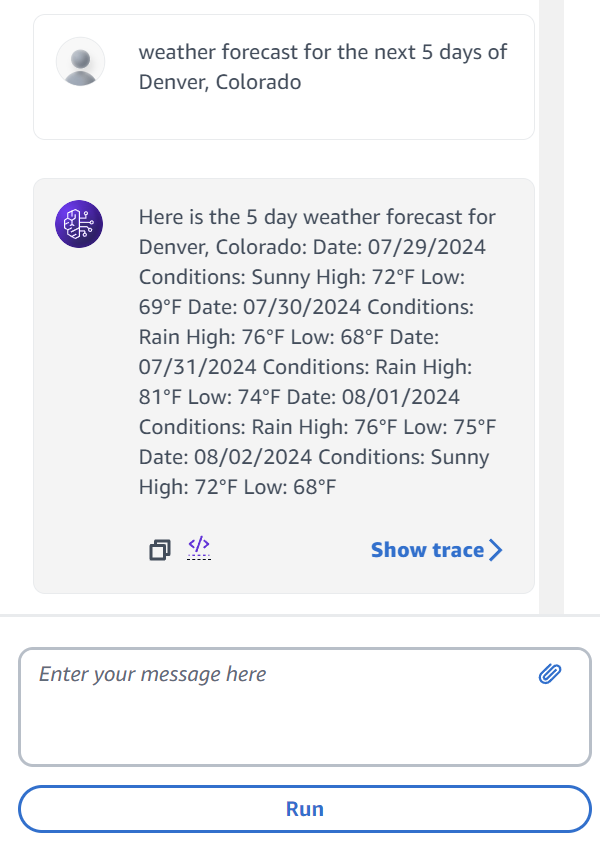 weather forecast for the next 5 days of
Denver, Colorado
Here is the 5 day weather forecast for
Denver, Colorado: Date: 07/29/2024
Conditions: Sunny High: 72°F Low:
69°F Date: 07/30/2024 Conditions:
Rain High: 76°F Low: 68°F Date:
07/31/2024 Conditions: Rain High:
81°F Low: 74°F Date: 08/01/2024
Conditions: Rain High: 76°F Low: 75°F
Date: 08/02/2024 Conditions: Sunny
High: 72°F Low: 68°F
Show trace
Enter your message here
Run